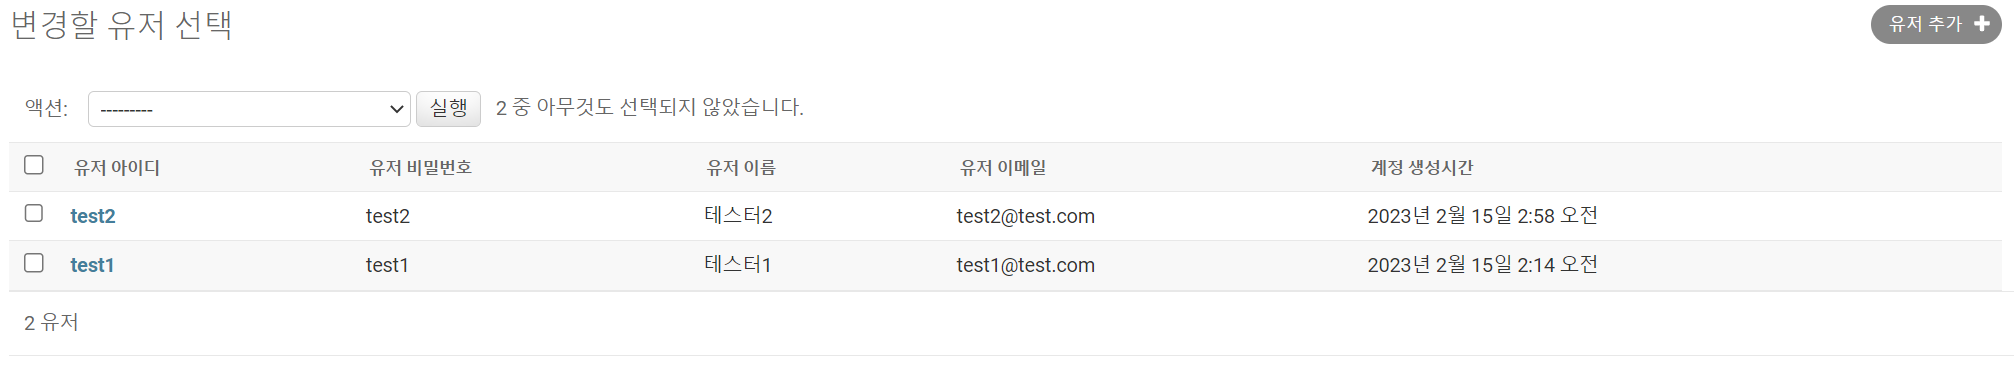 변경할 유저 선택
유저 추가 +
액션: --------- 실행 2 중 아무것도 선택되지 않았습니다.
유저 아이디 유저 비밀번호 유저 이름 유저 이메일 계정 생성시간
test2 test2 테스터2 test2@test.com 2023년 2월 15일 2:58 오전
test1 test1 테스터1 test1@test.com 2023년 2월 15일 2:14 오전
2 유저